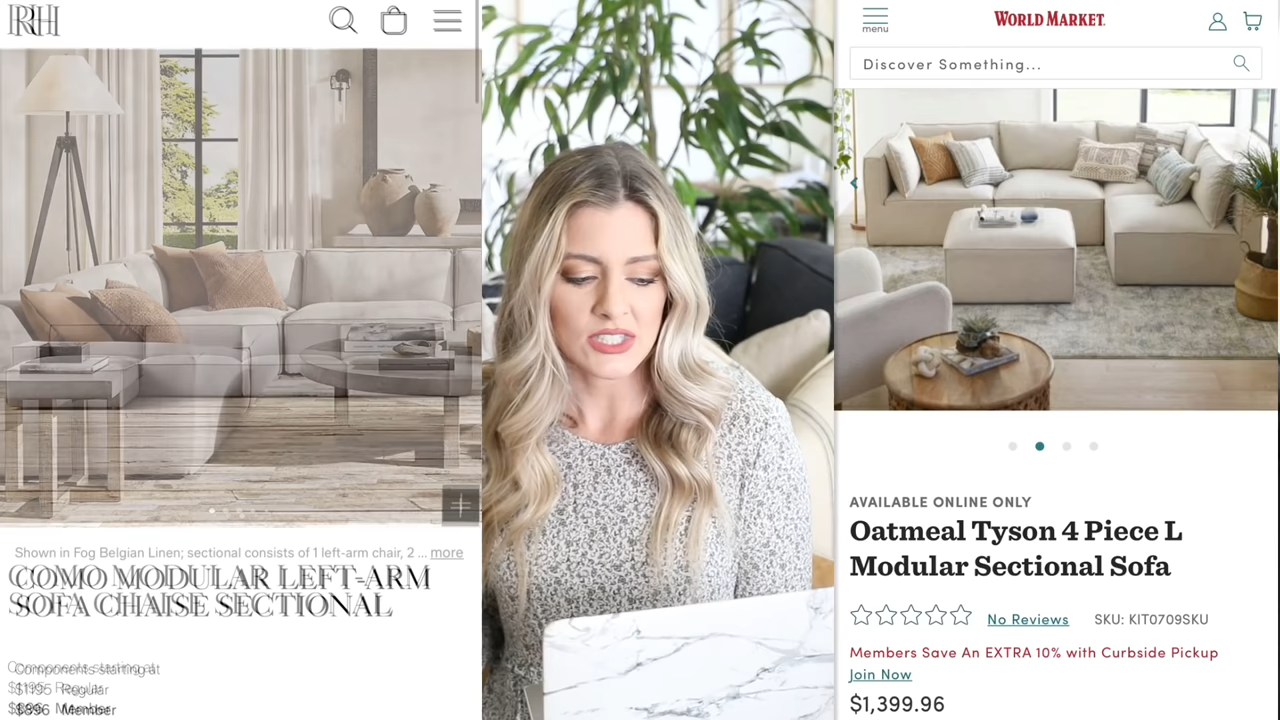 RH
Shown in Fog Belgian Linen; sectional consists of 1 left-arm chair, 2 ... more
COMO MODULAR LEFT-ARM
SOFA CHAISE SECTIONAL
Components starting at
Regular
$896 Member
menu
WORLD MARKET
Discover Something...
AVAILABLE ONLINE ONLY
Oatmeal Tyson 4 Piece L
Modular Sectional Sofa
No Reviews SKU: KIT0709SKU
Members Save An EXTRA 10% with Curbside Pickup
Join Now
$1,399.96